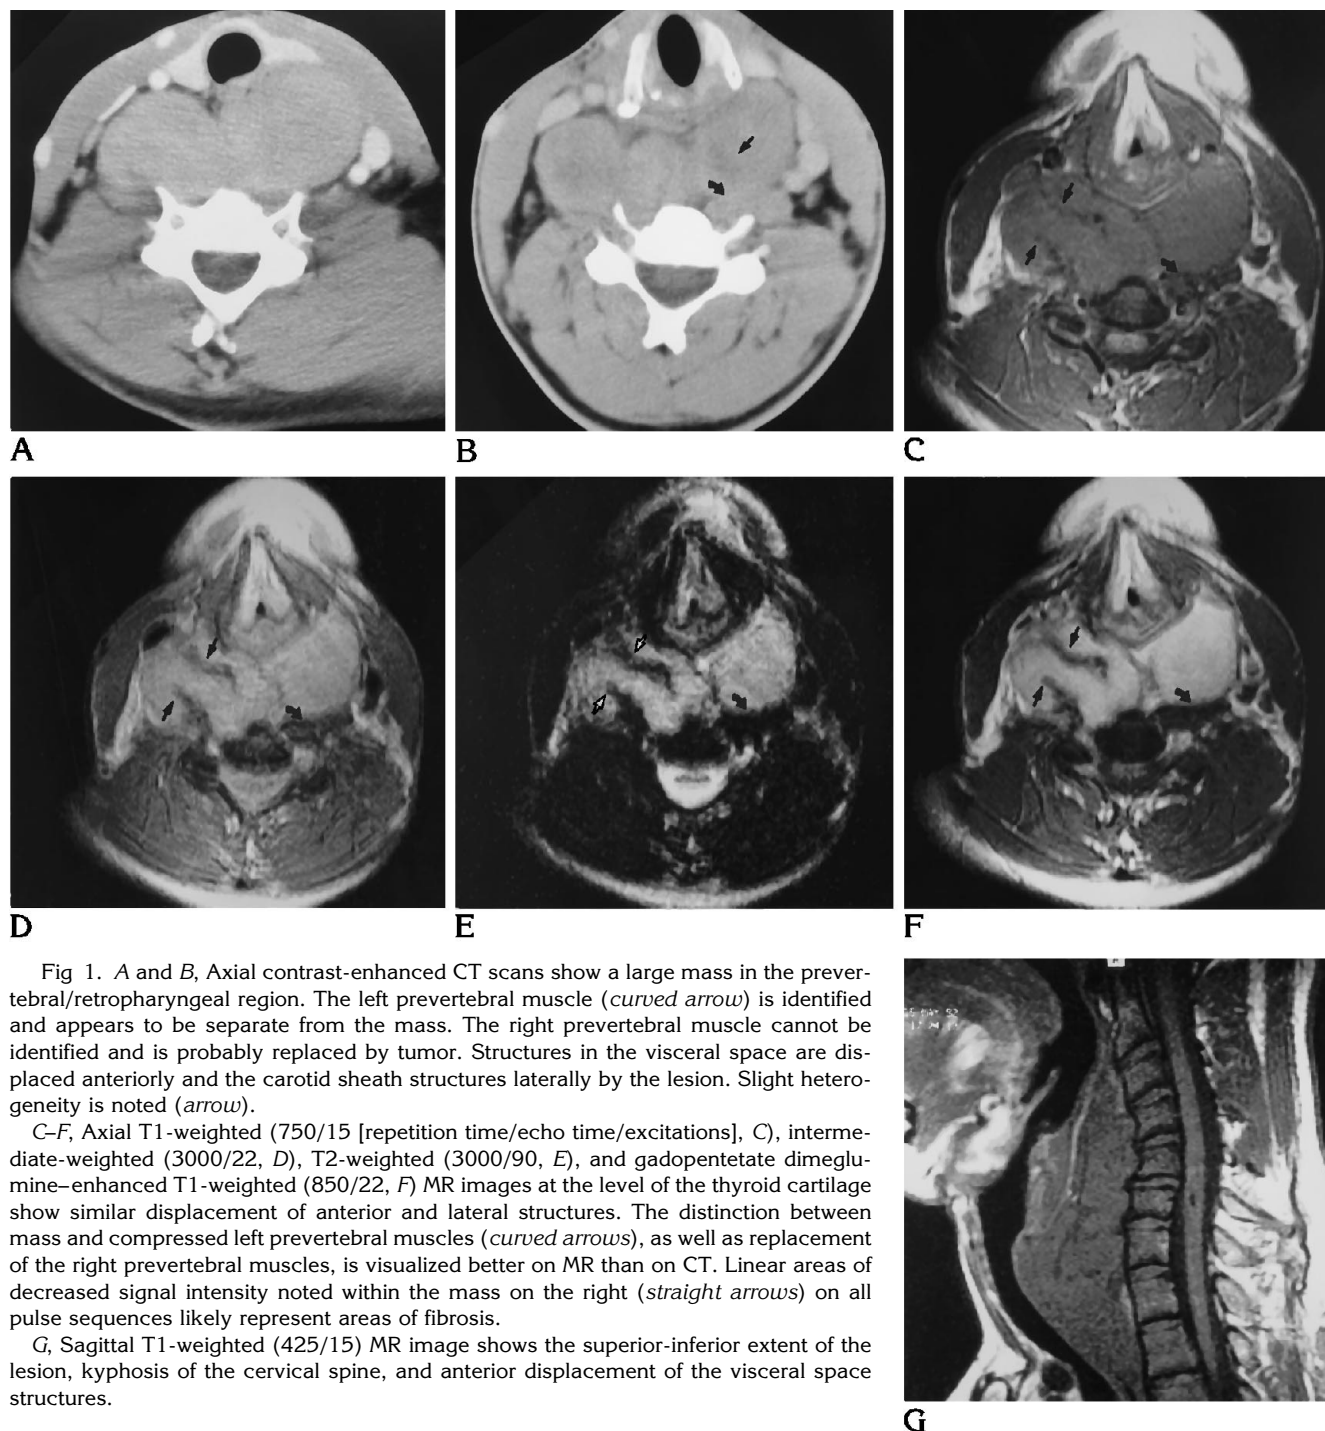 A
B
C
D
E
F
Fig 1. A and B, Axial contrast-enhanced CT scans show a large mass in the prever-
tebral/retropharyngeal region. The left prevertebral muscle (curved arrow) is identified
and appears to be separate from the mass. The right prevertebral muscle cannot be
identified and is probably replaced by tumor. Structures in the visceral space are dis-
placed anteriorly and the carotid sheath structures laterally by the lesion. Slight hetero-
geneity is noted (arrow).
C–F, Axial T1-weighted (750/15 [repetition time/echo time/excitations], C), interme-
diate-weighted (3000/22, D), T2-weighted (3000/90, E), and gadopentetate dimeglu-
mine–enhanced T1-weighted (850/22, F) MR images at the level of the thyroid cartilage
show similar displacement of anterior and lateral structures. The distinction between
mass and compressed left prevertebral muscles (curved arrows), as well as replacement
of the right prevertebral muscles, is visualized better on MR than on CT. Linear areas of
decreased signal intensity noted within the mass on the right (straight arrows) on all
pulse sequences likely represent areas of fibrosis.
G, Sagittal T1-weighted (425/15) MR image shows the superior-inferior extent of the
lesion, kyphosis of the cervical spine, and anterior displacement of the visceral space
structures.
G